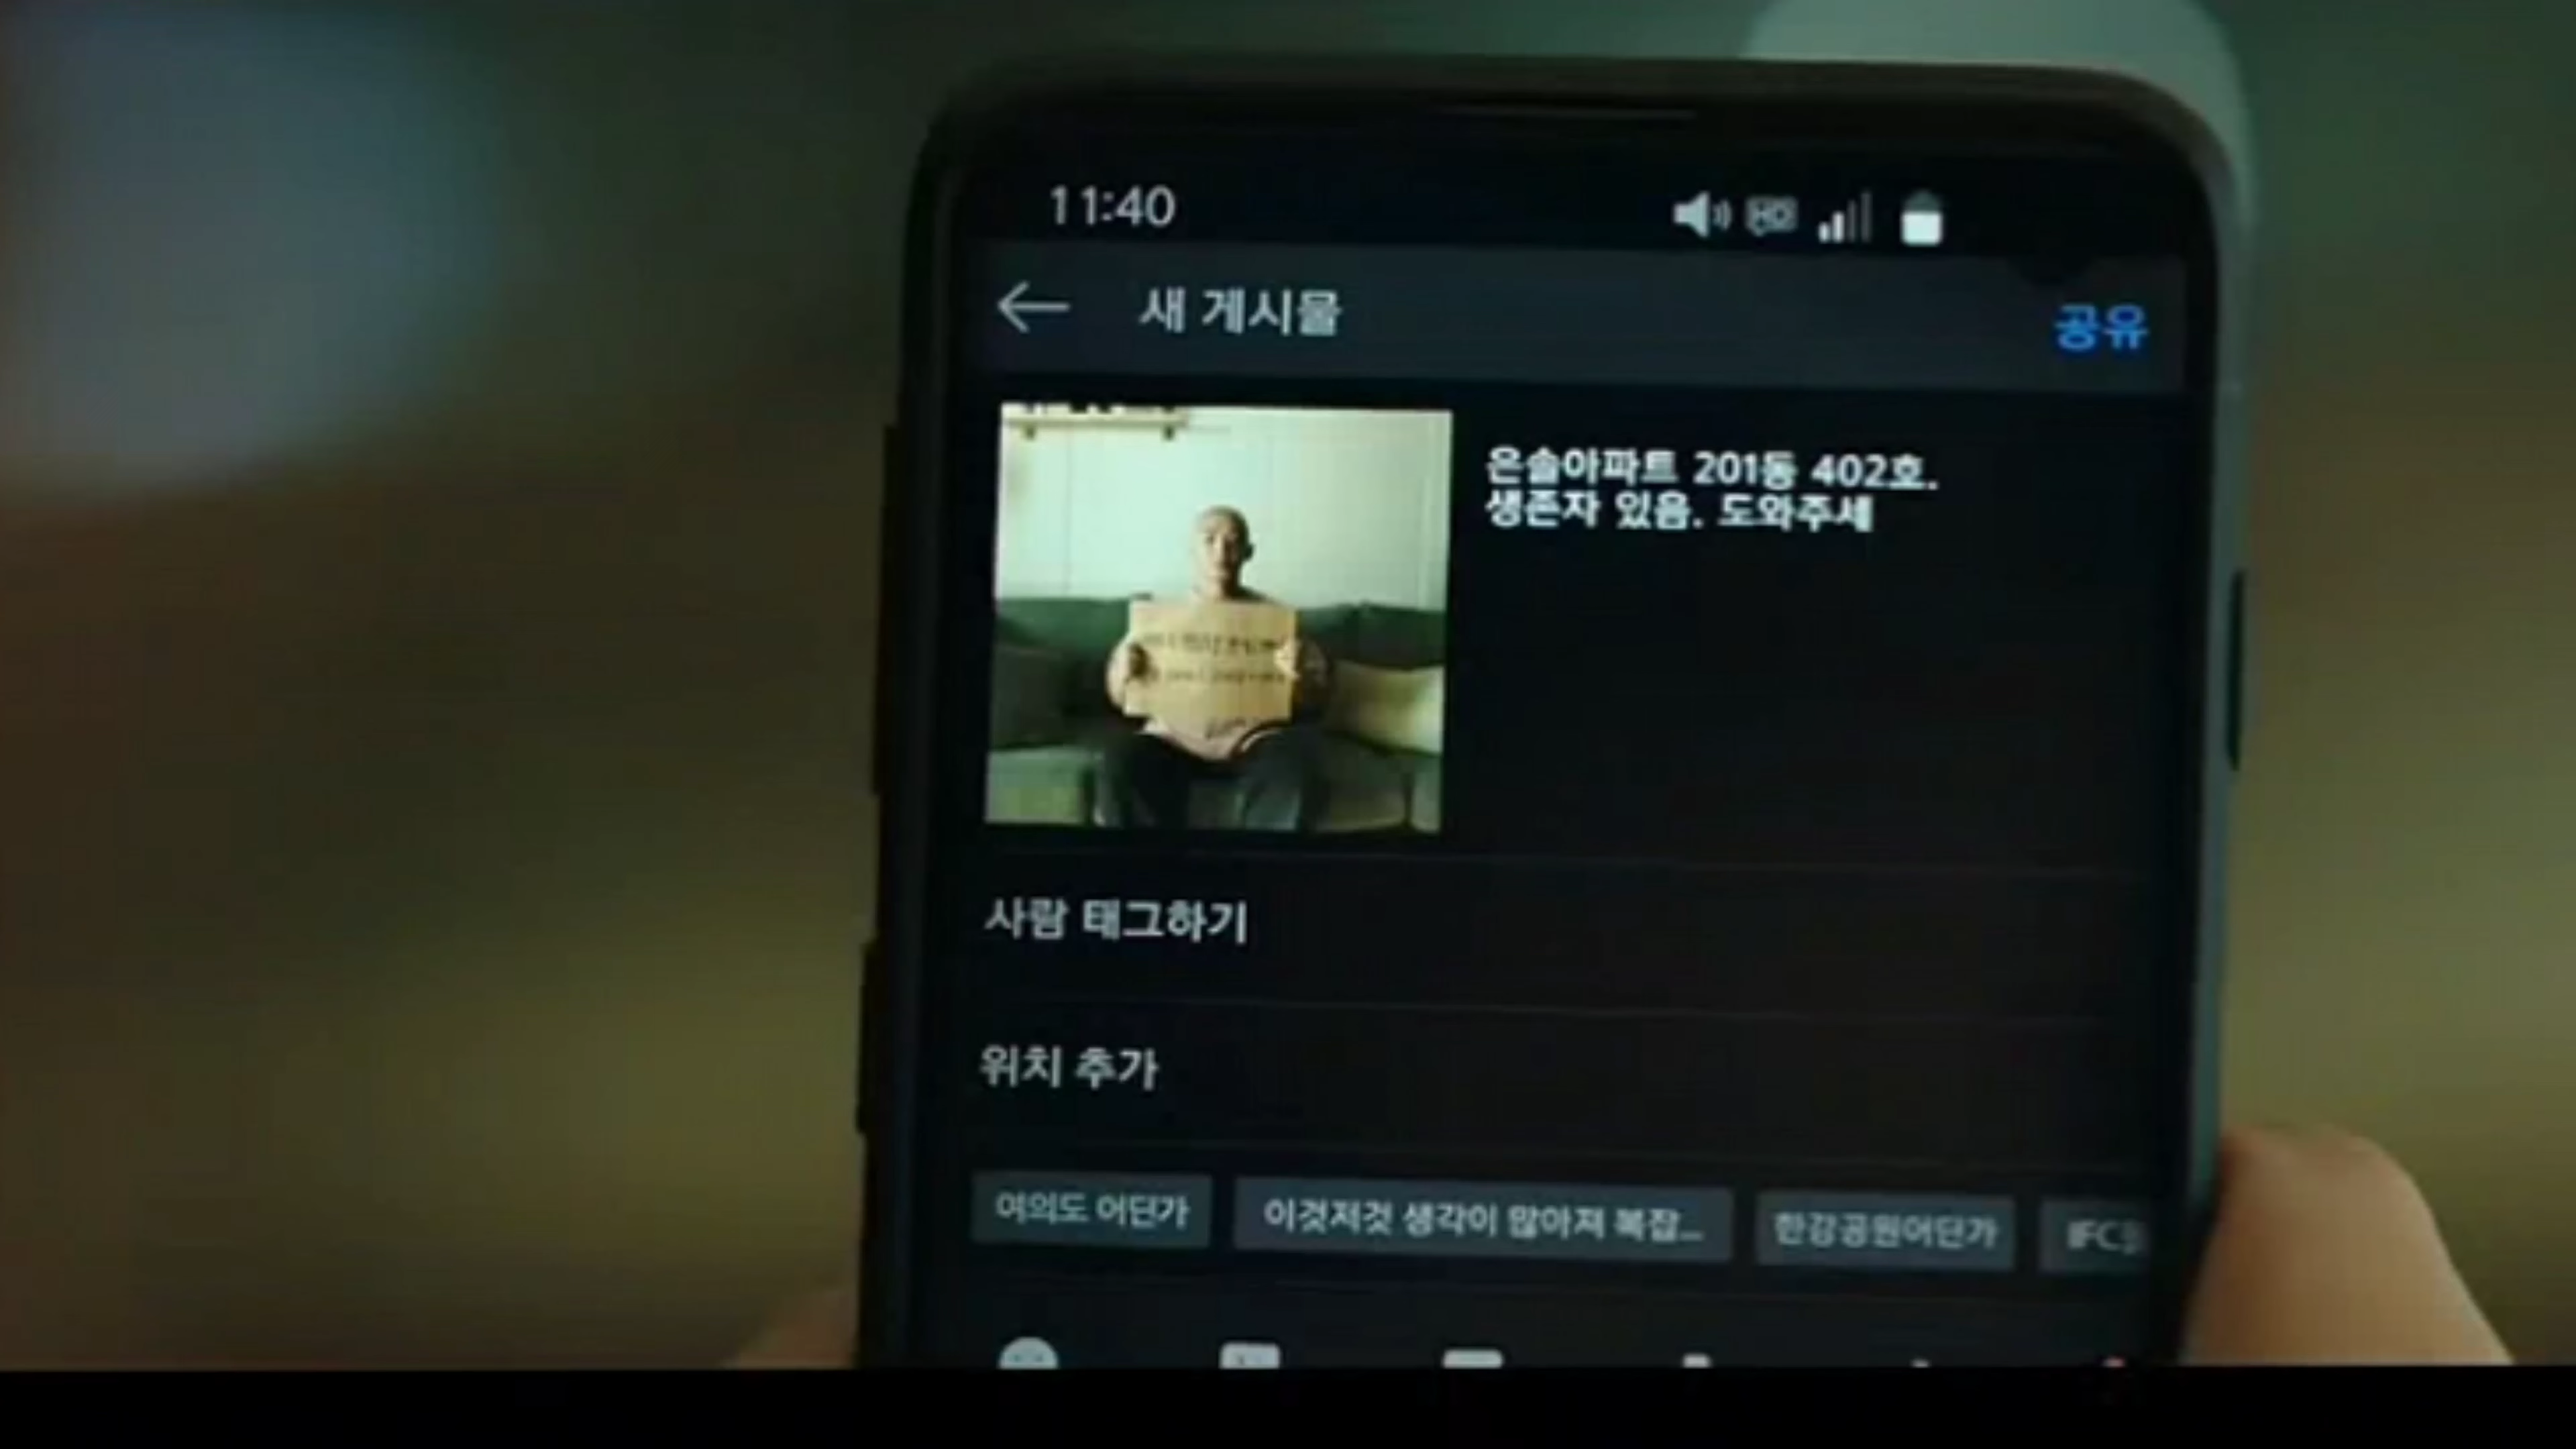 11:40
새 게시물
공유
은솔아파트 201동 402호.
생존자 있음. 도와주세
사람 태그하기
위치 추가
여의도 어딘가
이것저것 생각이 많아져 복잡...
한강공원어딘가
IFC